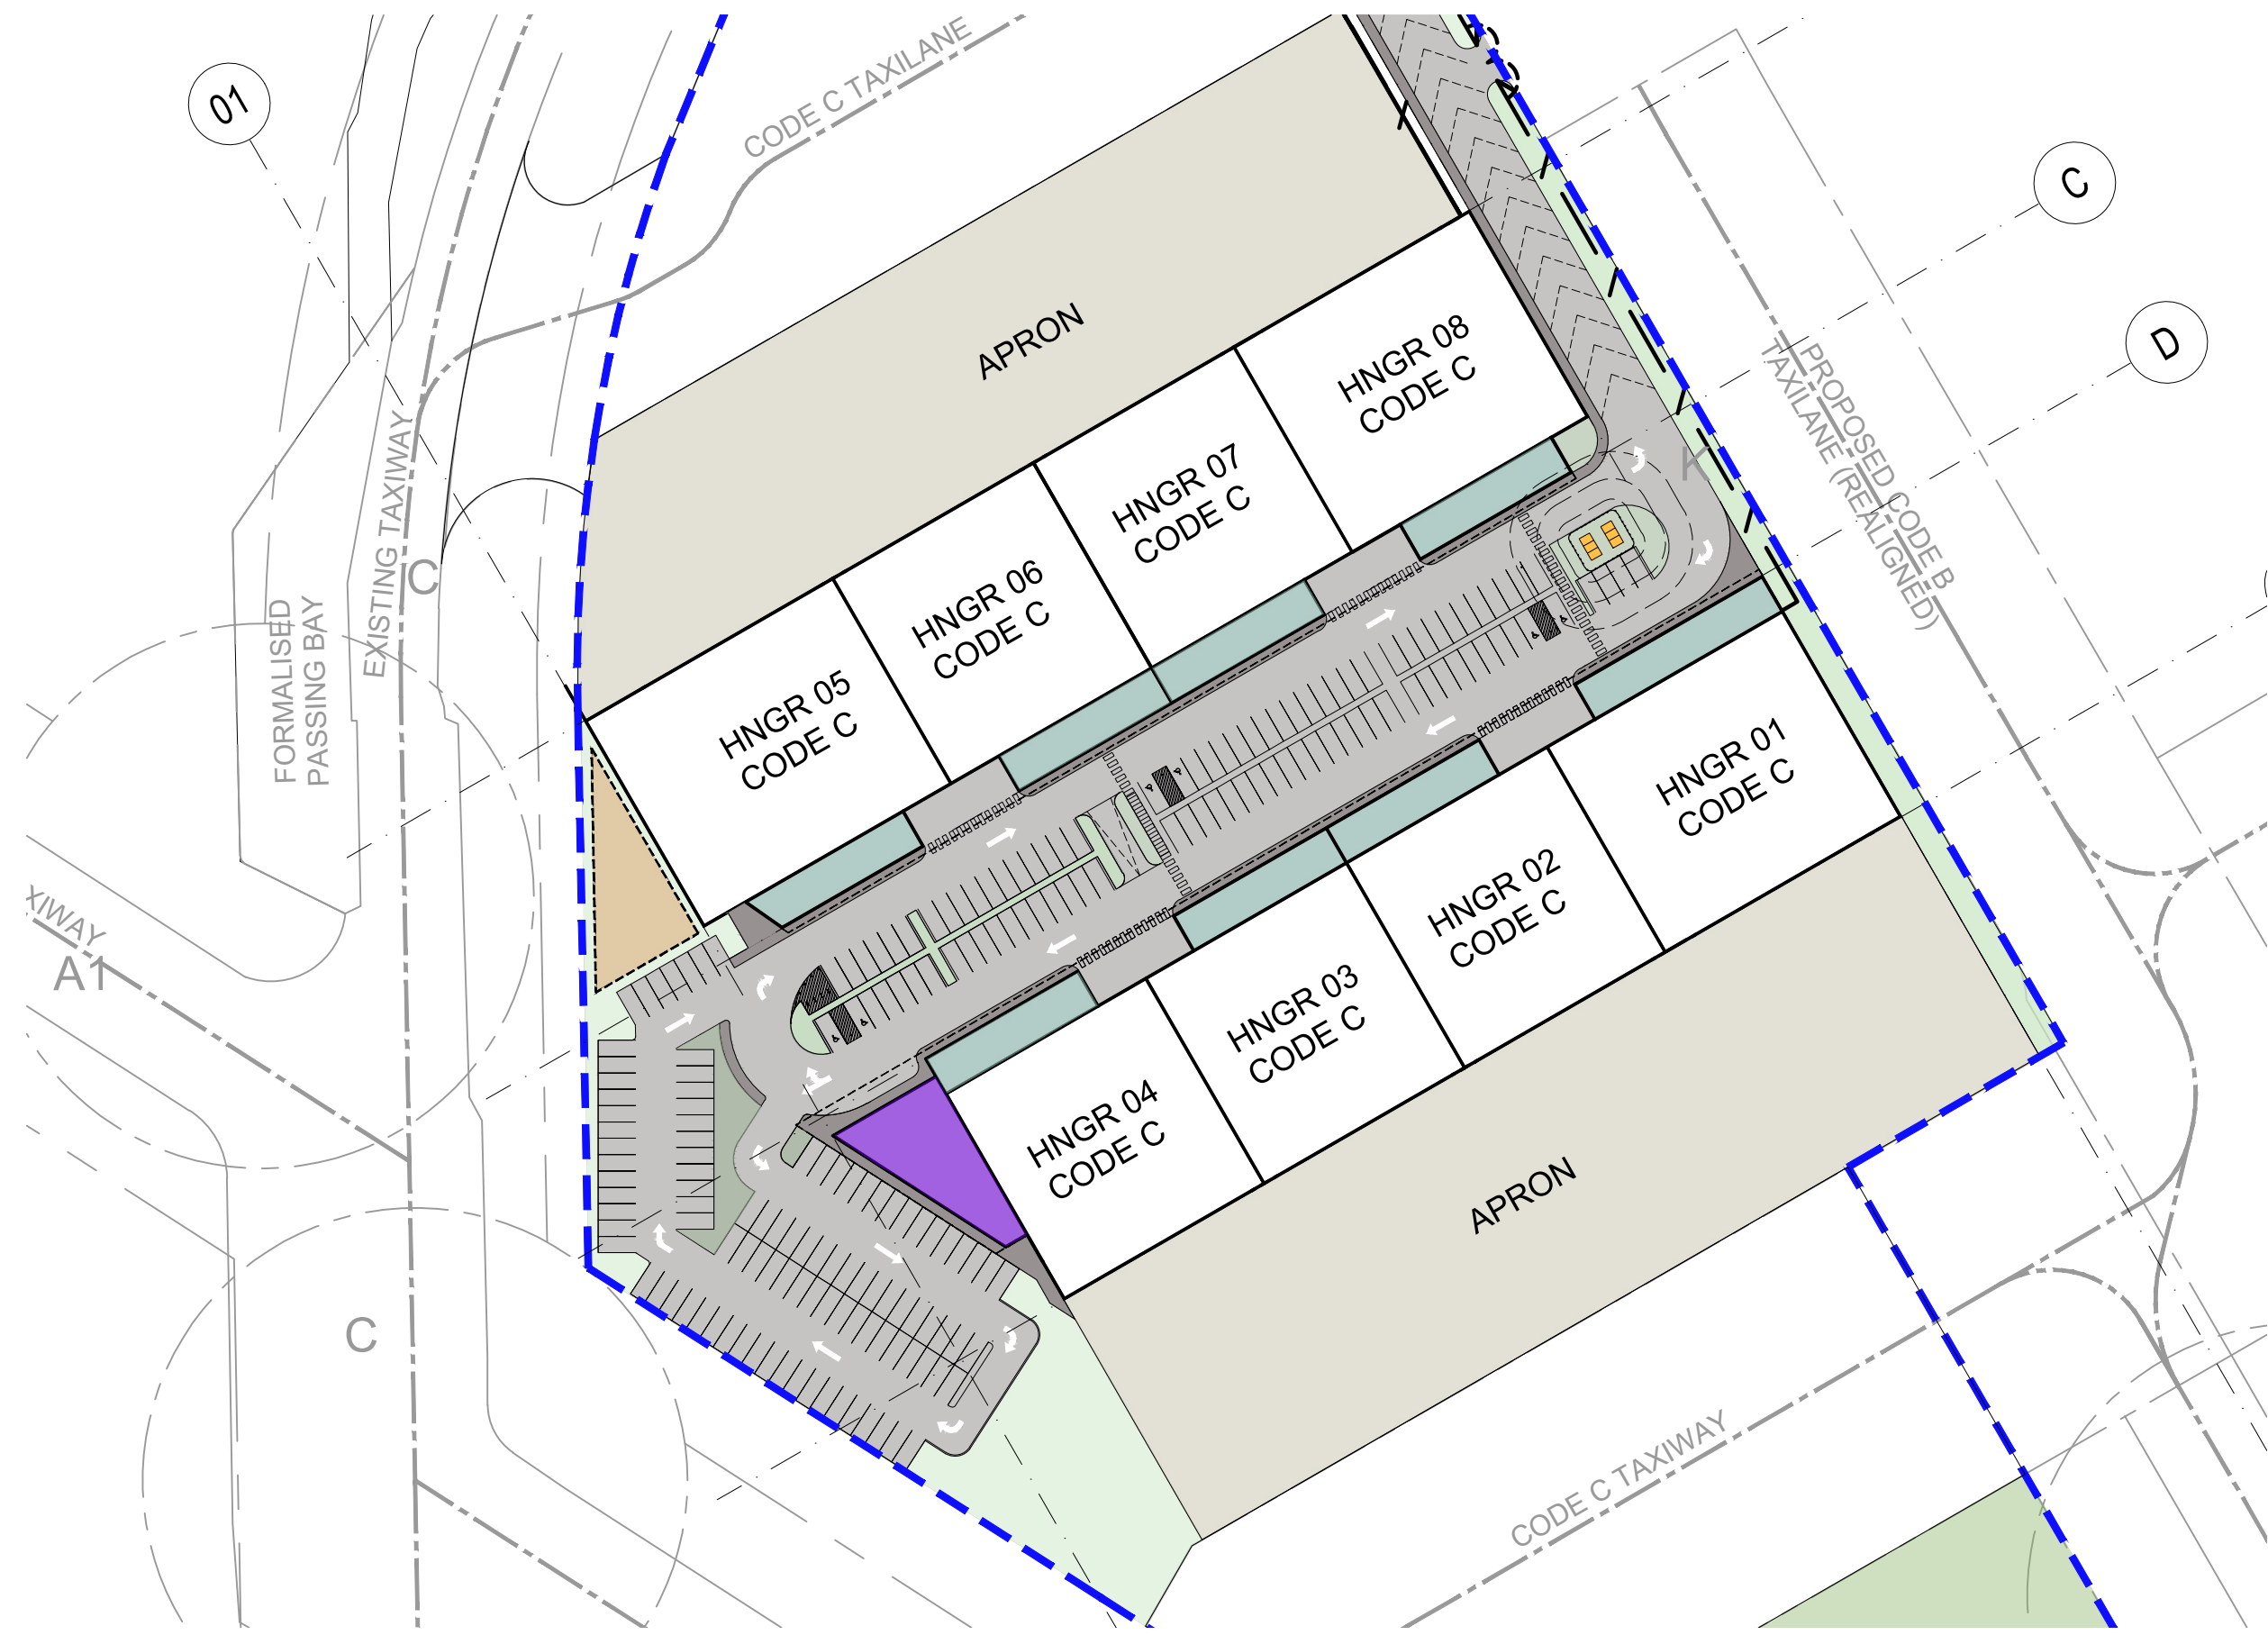 01
CODE C TAXILANE
C
D
APRON
HNGR 08
CODE C
HNGR 07
CODE C
HNGR 06
CODE C
HNGR 05
CODE C
K
PROPOSED CODE B
TAXILANE (REALIGNED)
EXISTING TAXIWAY
C
FORMALISED
PASSING BAY
HNGR 01
CODE C
HNGR 02
CODE C
HNGR 03
CODE C
HNGR 04
CODE C
XIWAY
A1
APRON
C
CODE C TAXIWAY